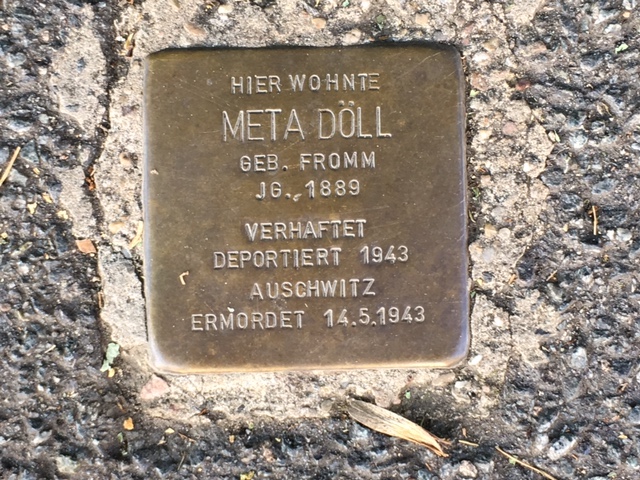 HIER WOHNTE
META DÖLL
GEB. FROMM
JG. 1889
VERHAFTET
DEPORTIERT 1943
AUSCHWITZ
ERMORDET 14.5.1943